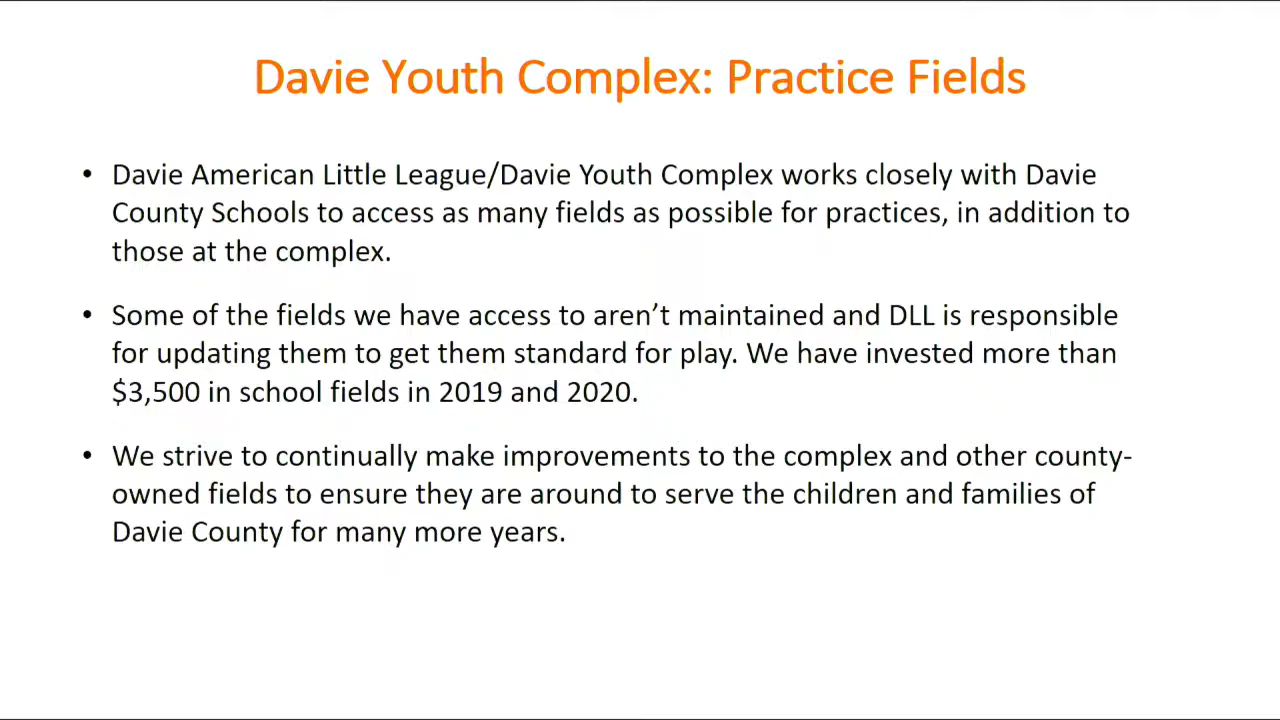 Davie Youth Complex: Practice Fields
• Davie American Little League/Davie Youth Complex works closely with Davie
County Schools to access as many fields as possible for practices, in addition to
those at the complex.
• Some of the fields we have access to aren’t maintained and DLL is responsible
for updating them to get them standard for play. We have invested more than
$3,500 in school fields in 2019 and 2020.
• We strive to continually make improvements to the complex and other county-
owned fields to ensure they are around to serve the children and families of
Davie County for many more years.